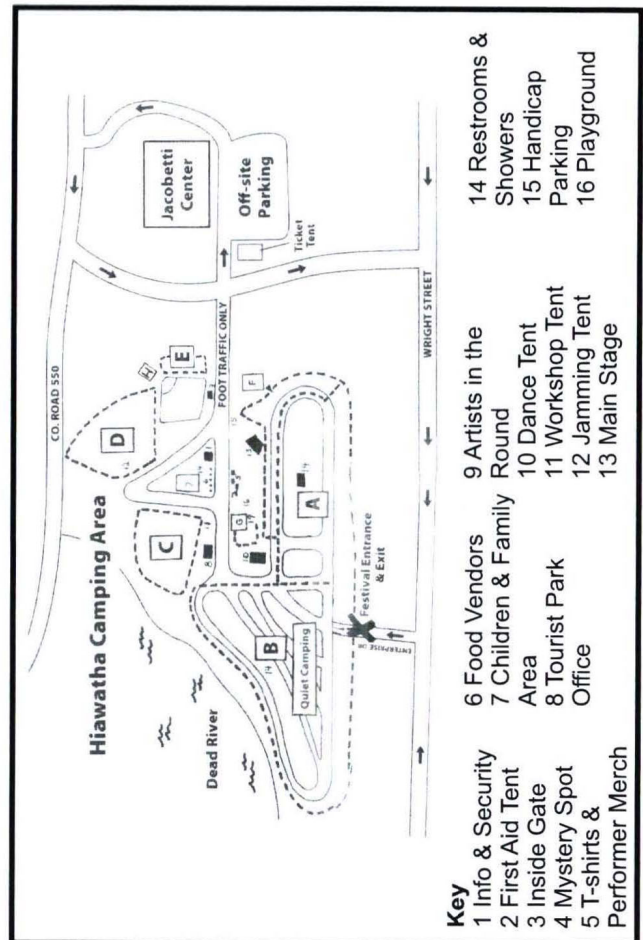 Hiawatha Camping Area
CO. ROAD 550
Dead River
Jacobetti
Center
Off-site
Parking
Ticket
Tent
FOOT TRAFFIC ONLY
H
E
D
C
F
G
A
B
Quiet Camping
Festival Entrance
& Exit
ENTERPRISE DR
WRIGHT STREET
Key
1 Info & Security
2 First Aid Tent
3 Inside Gate
4 Mystery Spot
5 T-shirts &
Performer Merch
6 Food Vendors
7 Children & Family
Area
8 Tourist Park
Office
9 Artists in the
Round
10 Dance Tent
11 Workshop Tent
12 Jamming Tent
13 Main Stage
14 Restrooms &
Showers
15 Handicap
Parking
16 Playground